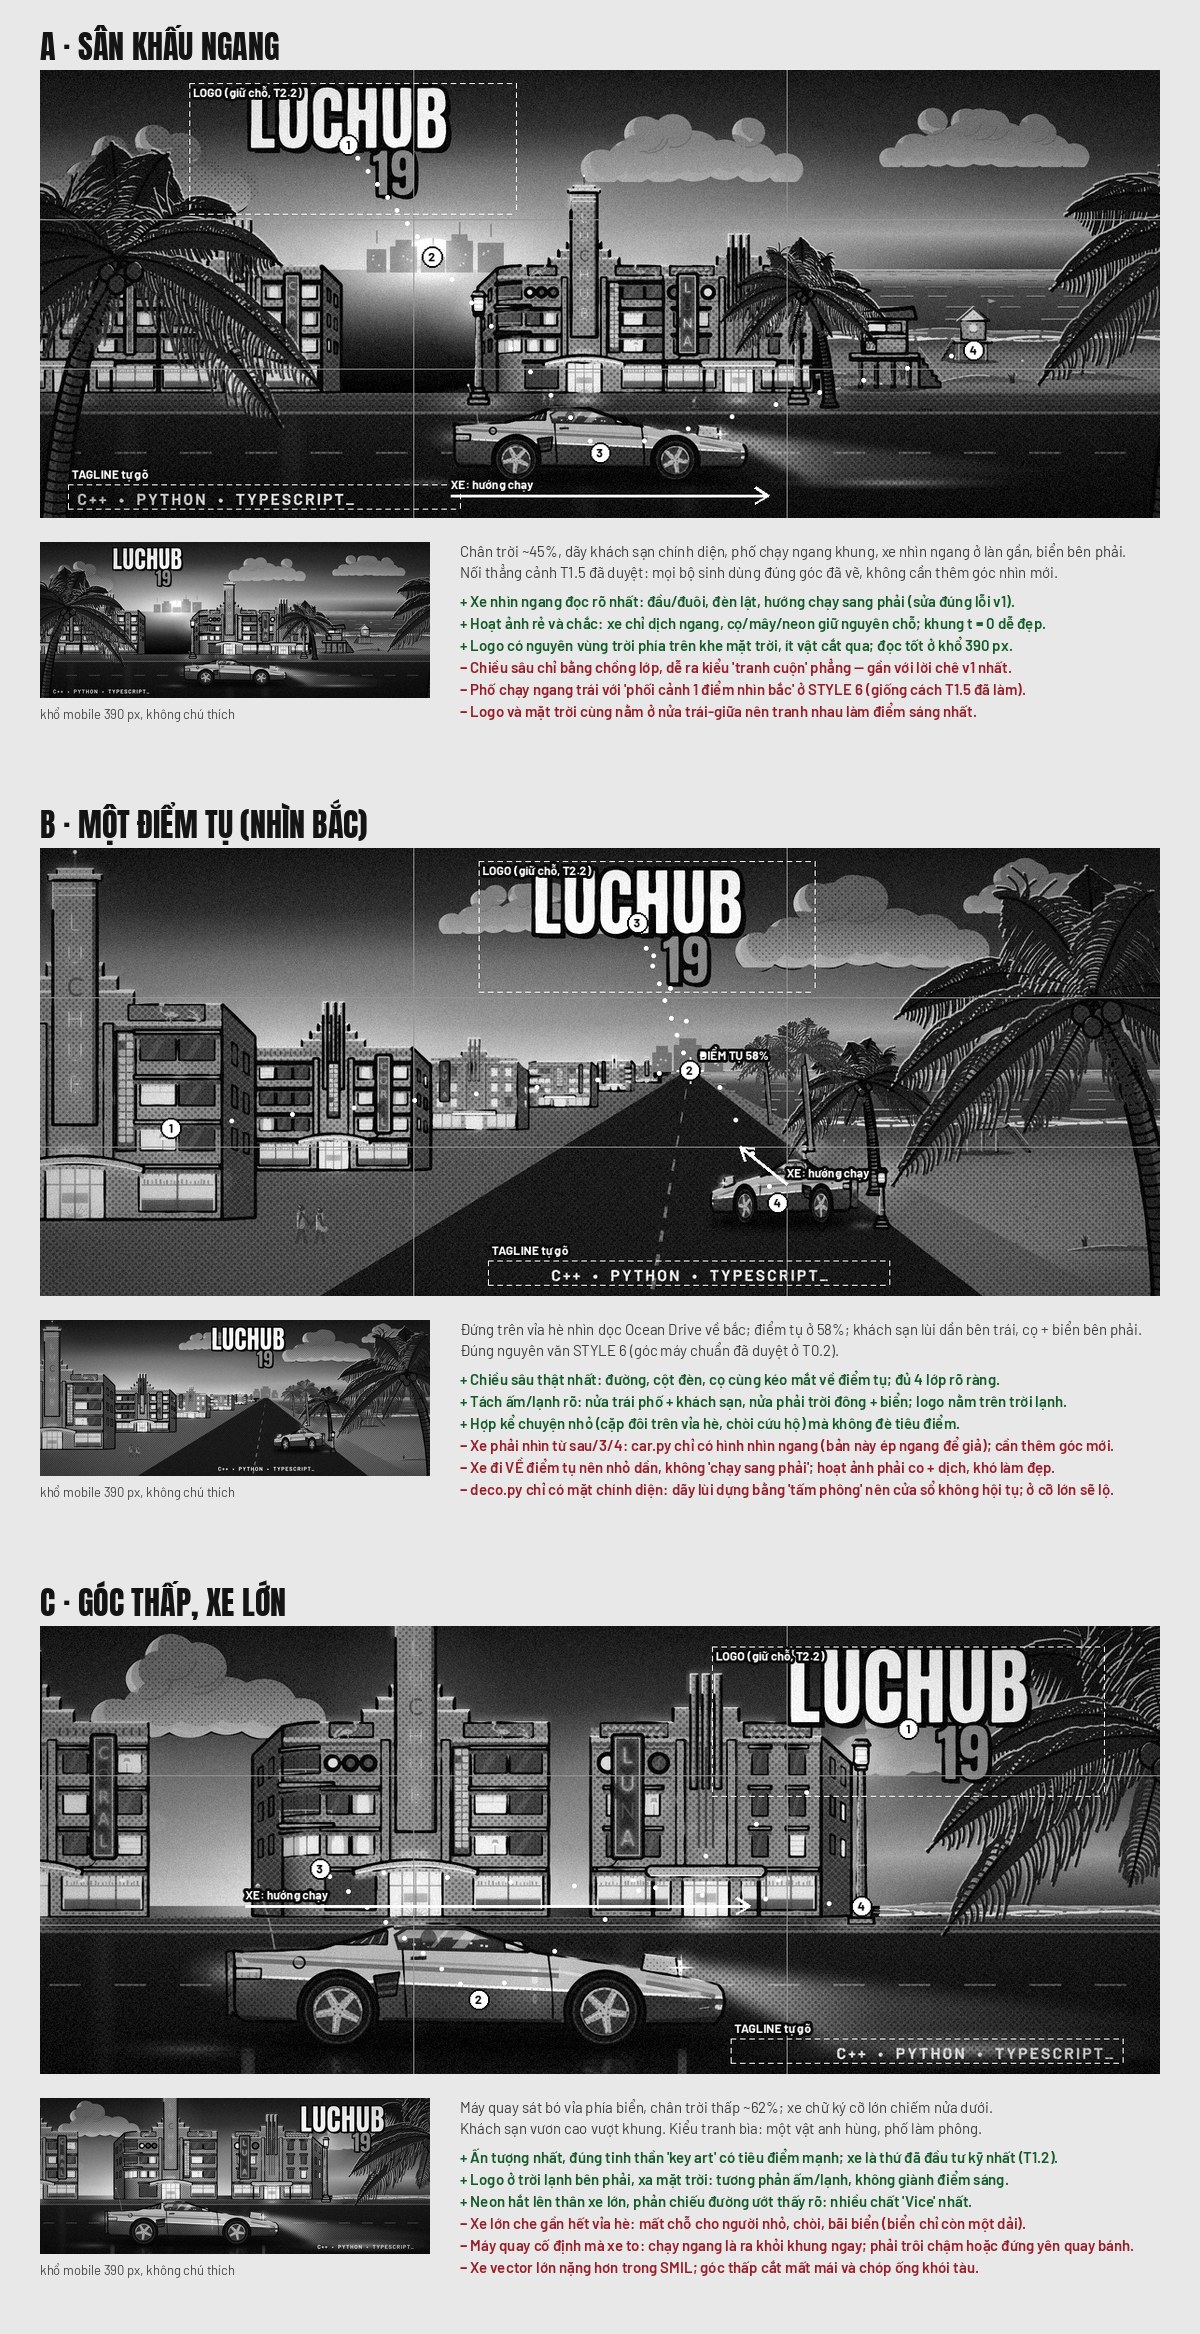 A · SÂN KHẤU NGANG
LOGO (giữ chỗ, T2.2)
LUCHUB
19
1
2
LUNA
4
3
TAGLINE tự gõ
C++ • PYTHON • TYPESCRIPT_
XE: hướng chạy
LUCHUB
19
C++ • PYTHON • TYPESCRIPT_
khổ mobile 390 px, không chú thích
Chân trời ~45%, dãy khách sạn chính diện, phố chạy ngang khung, xe nhìn ngang ở làn gần, biển bên phải.
Nối thẳng cảnh T1.5 đã duyệt: mọi bộ sinh dùng đúng góc đã vẽ, không cần thêm góc nhìn mới.
+ Xe nhìn ngang đọc rõ nhất: đầu/đuôi, đèn lật, hướng chạy sang phải (sửa đúng lỗi v1).
+ Hoạt ảnh rẻ và chắc: xe chỉ dịch ngang, cọ/mây/neon giữ nguyên chỗ; khung t = 0 dễ đẹp.
+ Logo có nguyên vùng trời phía trên khe mặt trời, ít vật cắt qua; đọc tốt ở khổ 390 px.
– Chiều sâu chỉ bằng chồng lớp, dễ ra kiểu 'tranh cuộn' phẳng — gần với lời chê v1 nhất.
– Phố chạy ngang trái với 'phối cảnh 1 điểm nhìn bắc' ở STYLE 6 (giống cách T1.5 đã làm).
– Logo và mặt trời cùng nằm ở nửa trái-giữa nên tranh nhau làm điểm sáng nhất.
B · MỘT ĐIỂM TỤ (NHÌN BẮC)
LOGO (giữ chỗ, T2.2)
LUCHUB
19
3
LUCH
ĐIỂM TỤ 58%
2
1
XE: hướng chạy
4
TAGLINE tự gõ
C++ • PYTHON • TYPESCRIPT_
LUCHUB
19
C++ • PYTHON • TYPESCRIPT_
khổ mobile 390 px, không chú thích
Đứng trên vỉa hè nhìn dọc Ocean Drive về bắc; điểm tụ ở 58%; khách sạn lùi dần bên trái, cọ + biển bên phải.
Đúng nguyên văn STYLE 6 (góc máy chuẩn đã duyệt ở T0.2).
+ Chiều sâu thật nhất: đường, cột đèn, cọ cùng kéo mắt về điểm tụ; đủ 4 lớp rõ ràng.
+ Tách ấm/lạnh rõ: nửa trái phố + khách sạn, nửa phải trời đông + biển; logo nằm trên trời lạnh.
+ Hợp kể chuyện nhỏ (cặp đôi trên vỉa hè, chòi cứu hộ) mà không đè tiêu điểm.
– Xe phải nhìn từ sau/3/4: car.py chỉ có hình nhìn ngang (bản này ép ngang để giả); cần thêm góc mới.
– Xe đi VỀ điểm tụ nên nhỏ dần, không 'chạy sang phải'; hoạt ảnh phải co + dịch, khó làm đẹp.
– deco.py chỉ có mặt chính diện: dãy lùi dựng bằng 'tấm phông' nên cửa sổ không hội tụ; ở cỡ lớn sẽ lộ.
C · GÓC THẤP, XE LỚN
LOGO (giữ chỗ, T2.2)
LUCHUB
19
1
CORAL
LUNA
3
XE: hướng chạy
4
2
TAGLINE tự gõ
C++ • PYTHON • TYPESCRIPT_
LUCHUB
19
C++ • PYTHON • TYPESCRIPT_
khổ mobile 390 px, không chú thích
Máy quay sát bó vỉa phía biển, chân trời thấp ~62%; xe chữ ký cỡ lớn chiếm nửa dưới.
Khách sạn vươn cao vượt khung. Kiểu tranh bìa: một vật anh hùng, phố làm phông.
+ Ấn tượng nhất, đúng tinh thần 'key art' có tiêu điểm mạnh; xe là thứ đã đầu tư kỹ nhất (T1.2).
+ Logo ở trời lạnh bên phải, xa mặt trời: tương phản ấm/lạnh, không giành điểm sáng.
+ Neon hắt lên thân xe lớn, phản chiếu đường ướt thấy rõ: nhiều chất 'Vice' nhất.
– Xe lớn che gần hết vỉa hè: mất chỗ cho người nhỏ, chòi, bãi biển (biển chỉ còn một dải).
– Máy quay cố định mà xe to: chạy ngang là ra khỏi khung ngay; phải trôi chậm hoặc đứng yên quay bánh.
– Xe vector lớn nặng hơn trong SMIL; góc thấp cắt mất mái và chóp ống khói tàu.